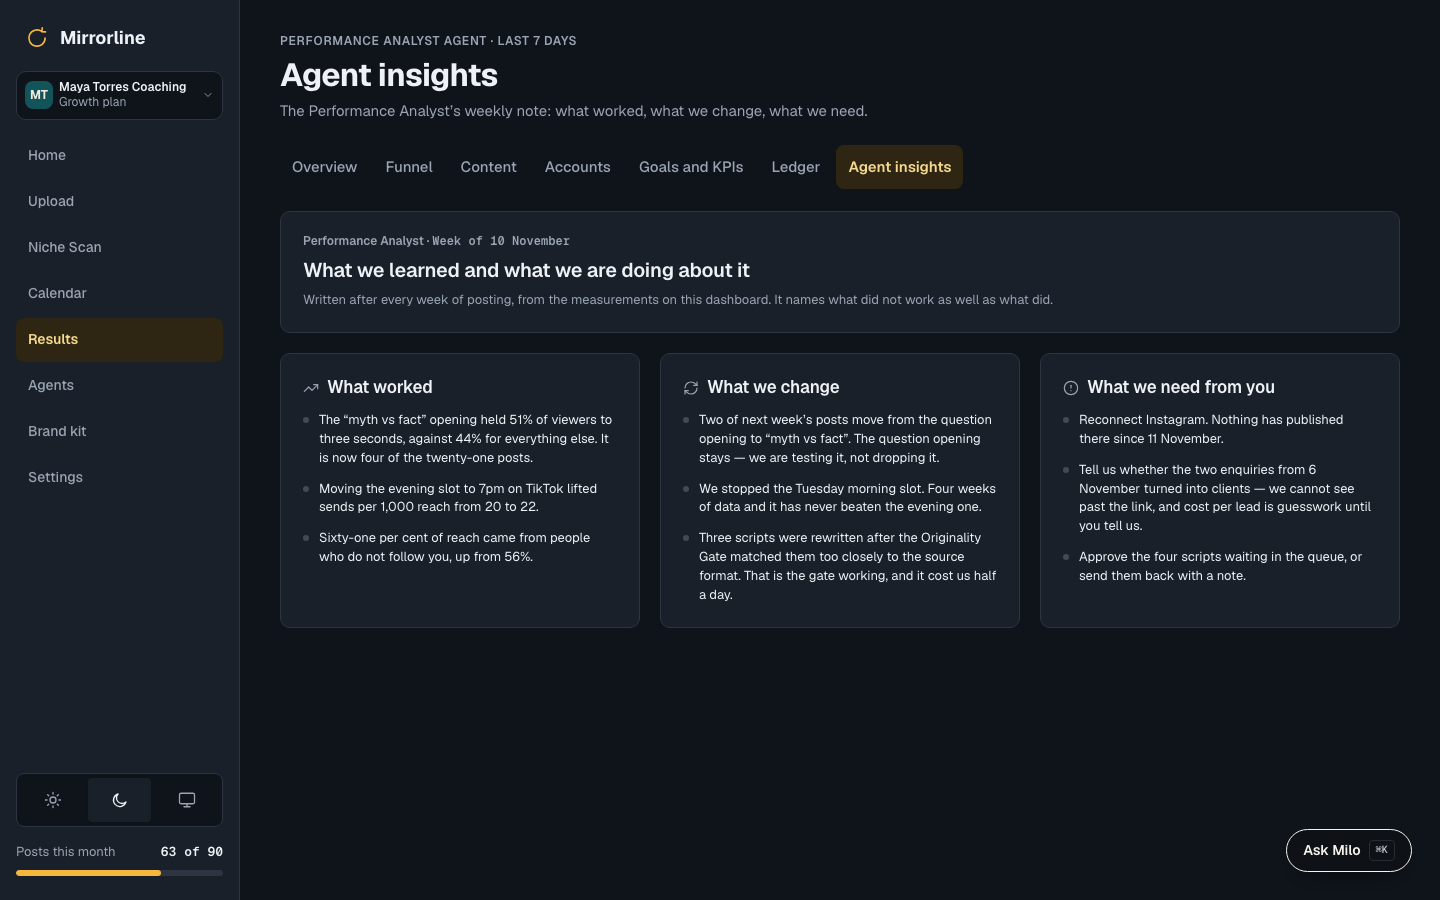 Mirrorline
MT
Maya Torres Coaching
Growth plan
Home
Upload
Niche Scan
Calendar
Results
Agents
Brand kit
Settings
Posts this month
63 of 90
PERFORMANCE ANALYST AGENT · LAST 7 DAYS
Agent insights
The Performance Analyst’s weekly note: what worked, what we change, what we need.
Overview
Funnel
Content
Accounts
Goals and KPIs
Ledger
Agent insights
Performance Analyst · Week of 10 November
What we learned and what we are doing about it
Written after every week of posting, from the measurements on this dashboard. It names what did not work as well as what did.
What worked
The “myth vs fact” opening held 51% of viewers to
three seconds, against 44% for everything else. It
is now four of the twenty-one posts.
Moving the evening slot to 7pm on TikTok lifted
sends per 1,000 reach from 20 to 22.
Sixty-one per cent of reach came from people
who do not follow you, up from 56%.
What we change
Two of next week’s posts move from the question
opening to “myth vs fact”. The question opening
stays — we are testing it, not dropping it.
We stopped the Tuesday morning slot. Four weeks
of data and it has never beaten the evening one.
Three scripts were rewritten after the Originality
Gate matched them too closely to the source
format. That is the gate working, and it cost us half
a day.
What we need from you
Reconnect Instagram. Nothing has published
there since 11 November.
Tell us whether the two enquiries from 6
November turned into clients — we cannot see
past the link, and cost per lead is guesswork until
you tell us.
Approve the four scripts waiting in the queue, or
send them back with a note.
Ask Milo ⌘K